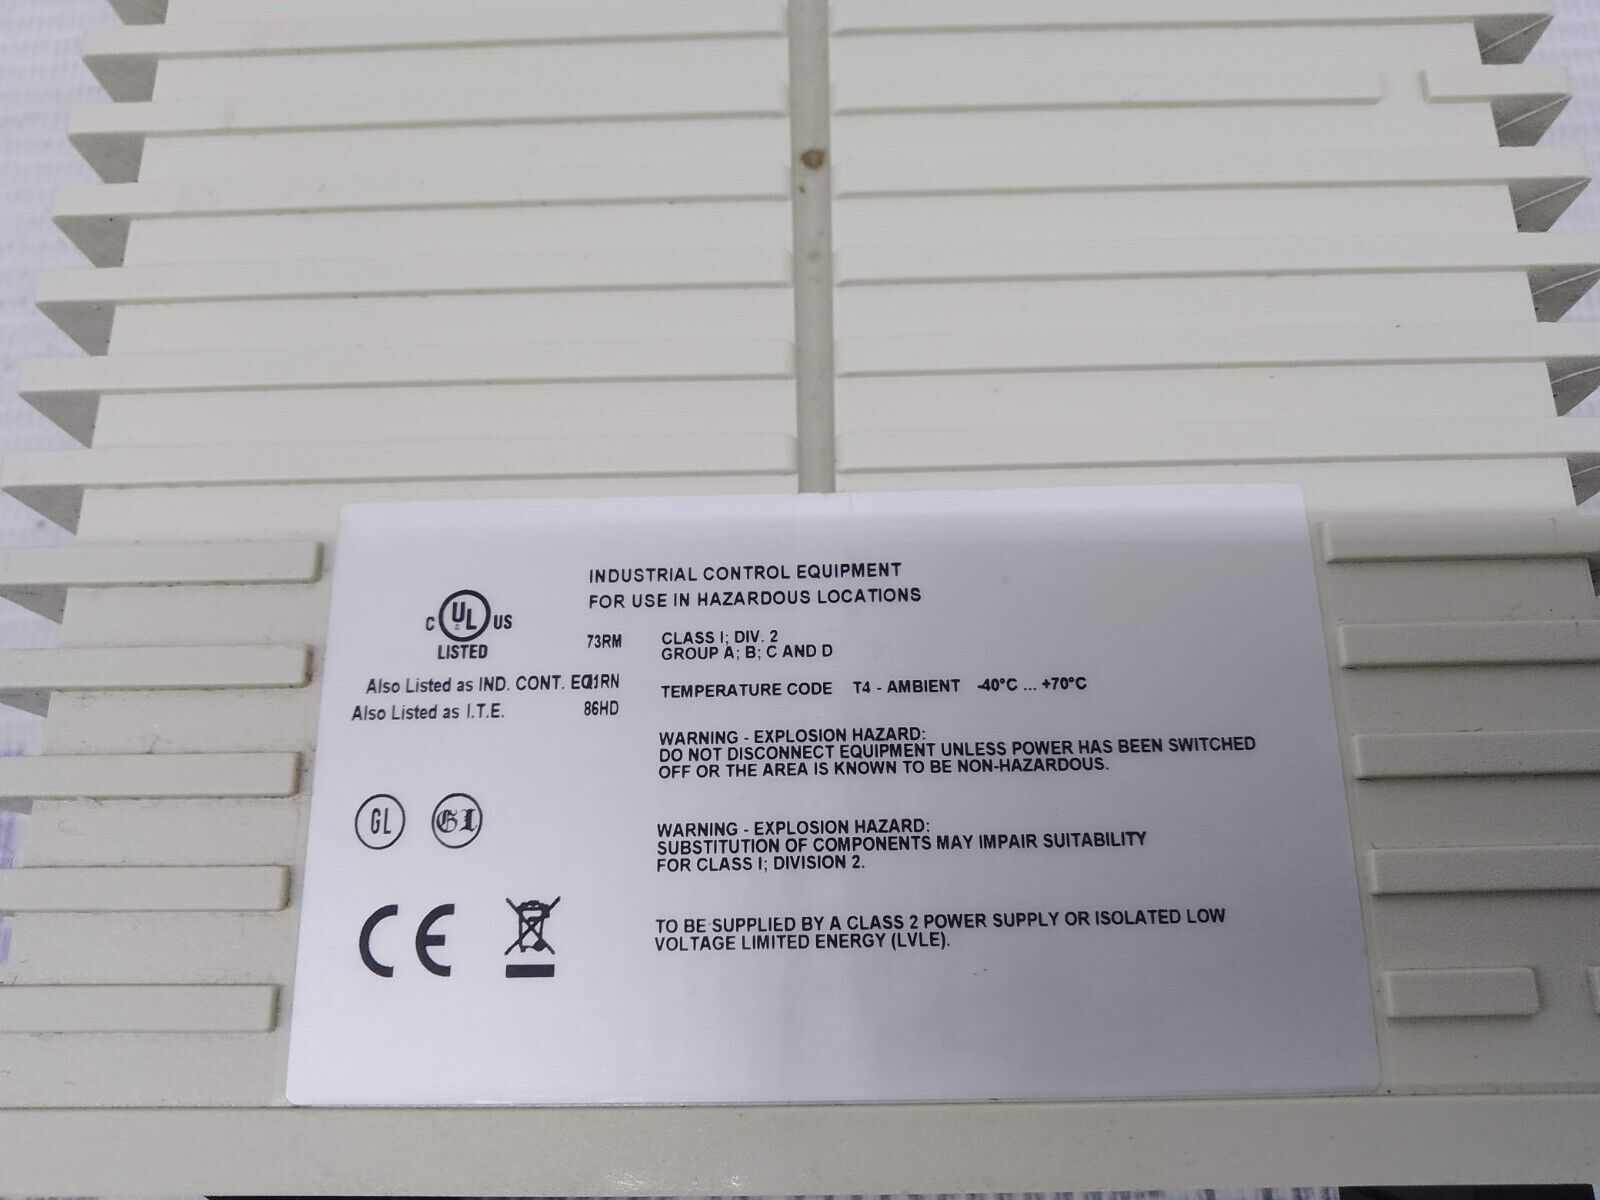 INDUSTRIAL CONTROL EQUIPMENT
FOR USE IN HAZARDOUS LOCATIONS
C UL US
LISTED
73RM
CLASS I; DIV. 2
GROUP A; B; C AND D
Also Listed as IND. CONT. EQ 21RN
Also Listed as I.T.E. 86HD
TEMPERATURE CODE T4 - AMBIENT -40°C ... +70°C
WARNING - EXPLOSION HAZARD:
DO NOT DISCONNECT EQUIPMENT UNLESS POWER HAS BEEN SWITCHED
OFF OR THE AREA IS KNOWN TO BE NON-HAZARDOUS.
GL GL
WARNING - EXPLOSION HAZARD:
SUBSTITUTION OF COMPONENTS MAY IMPAIR SUITABILITY
FOR CLASS I; DIVISION 2.
CE
TO BE SUPPLIED BY A CLASS 2 POWER SUPPLY OR ISOLATED LOW
VOLTAGE LIMITED ENERGY (LVLE).